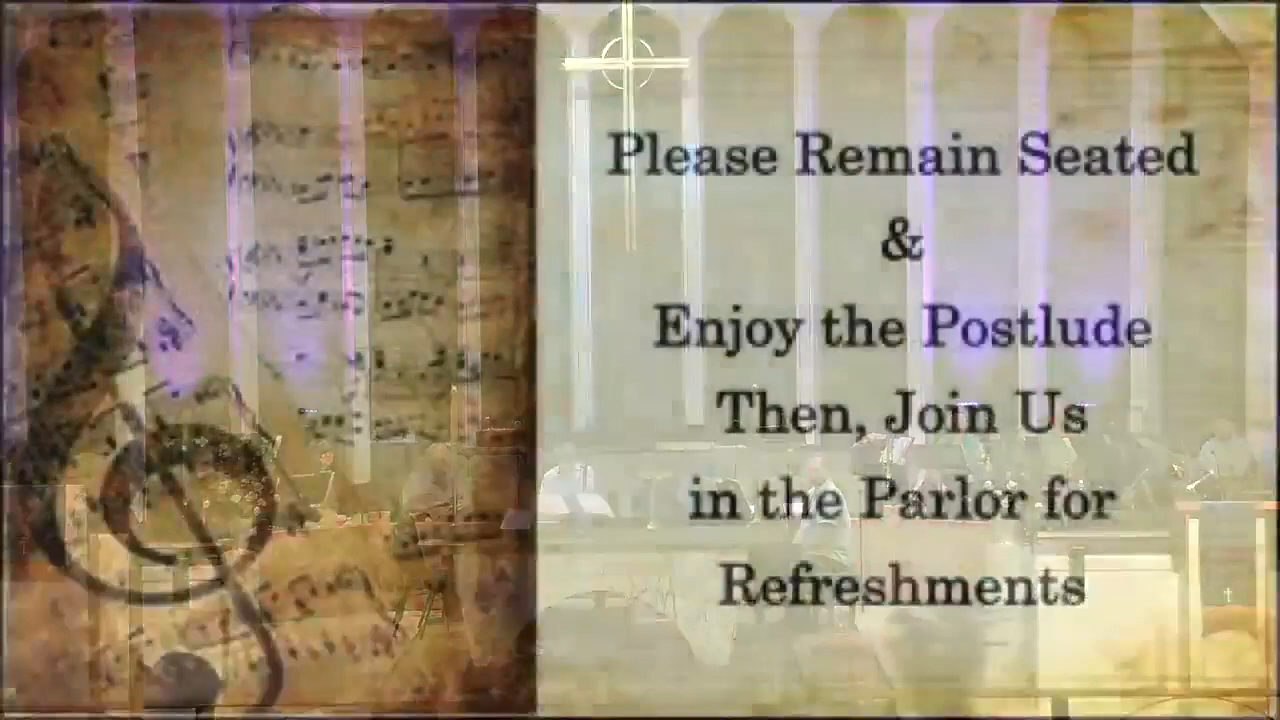 Please Remain Seated
&
Enjoy the Postlude
Then, Join Us
in the Parlor for
Refreshments